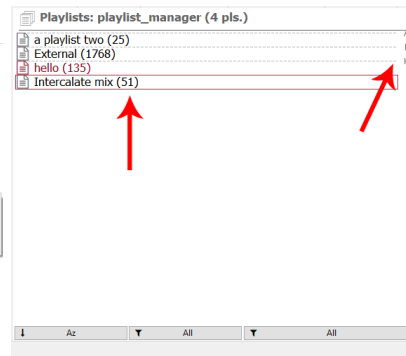 Playlists: playlist_manager (4 pls.)
a playlist two (25)
External (1768)
hello (135)
Intercalate mix (51)
Az All All